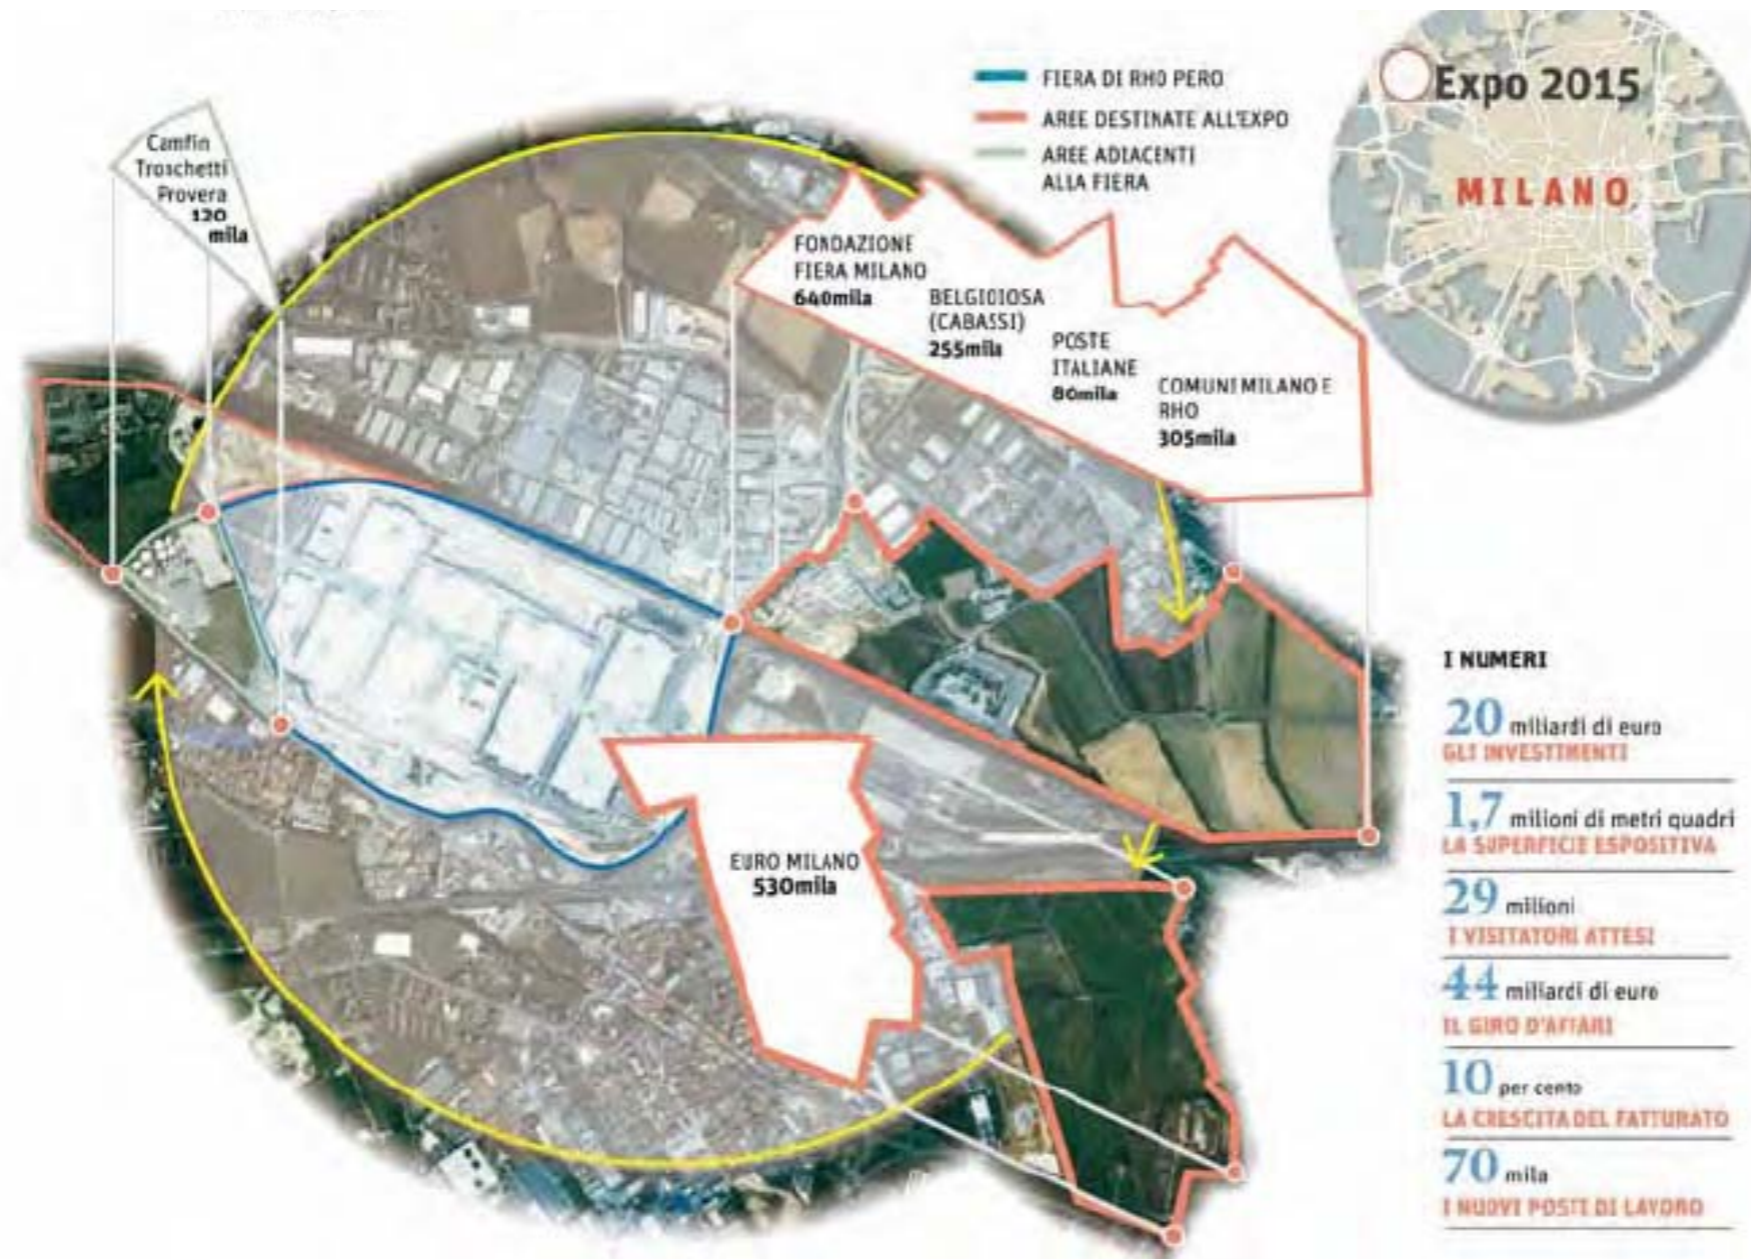 FIERA DI RHO PERO
AREE DESTINATE ALL'EXPO
AREE ADIACENTI
ALLA FIERA
Expo 2015
MILANO
Camfin
Troschetti
Provera
120
mila
FONDAZIONE
FIERA MILANO
640mila
BELGIOIOSA
(CABASSI)
255mila
POSTE
ITALIANE
80mila
COMUNI MILANO E
RHO
305mila
EURO MILANO
530mila
I NUMERI
20 miliardi di euro
GLI INVESTIMENTI
1,7 milioni di metri quadri
LA SUPERFICIE ESPOSITIVA
29 milioni
I VISITATORI ATTESI
44 miliardi di euro
IL GIRO D'AFFARI
10 per cento
LA CRESCITA DEL FATTURATO
70 mila
I NUOVI POSTI DI LAVORO